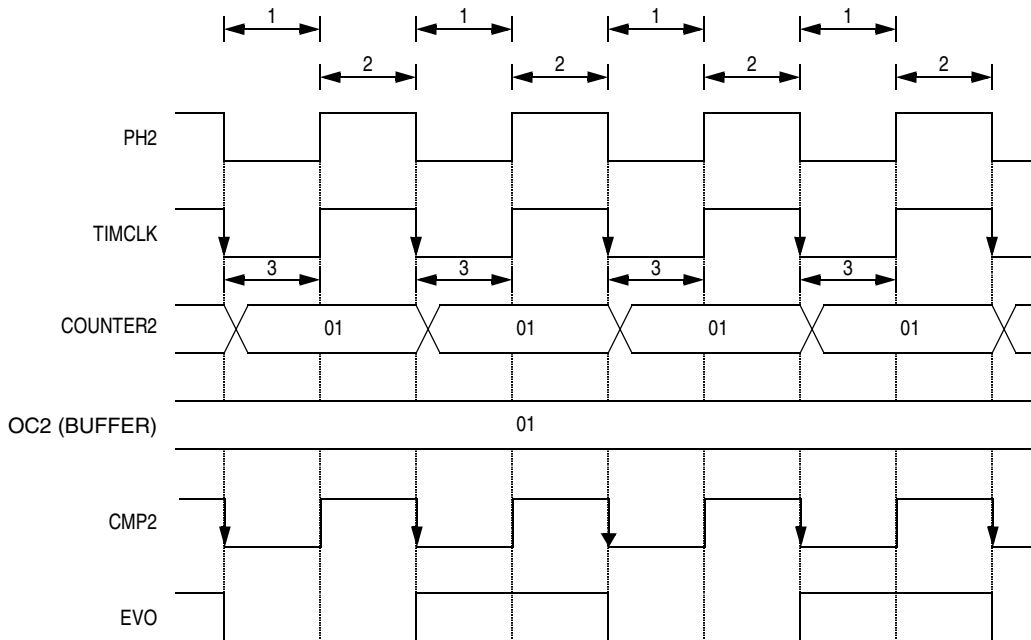 1 1 1 1
2 2 2 2
PH2
TIMCLK
3 3 3 3
COUNTER2 01 01 01 01
OC2 (BUFFER) 01
CMP2
EVO